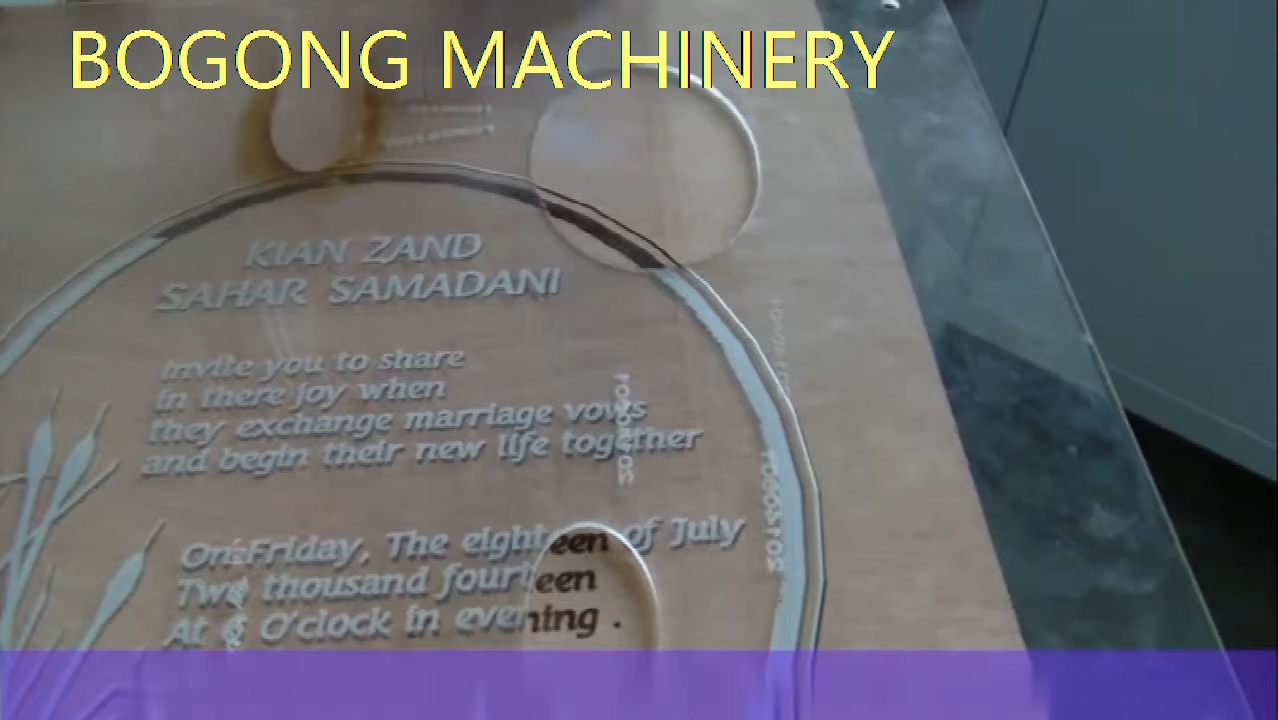 BOGONG MACHINERY
KIAN ZAND
SAHAR SAMADANI
Invite you to share
in there joy when
they exchange marriage vows
and begin their new life together
One Friday, The eighteen of July
Two thousand fourteen
At 6 O'clock in evening .